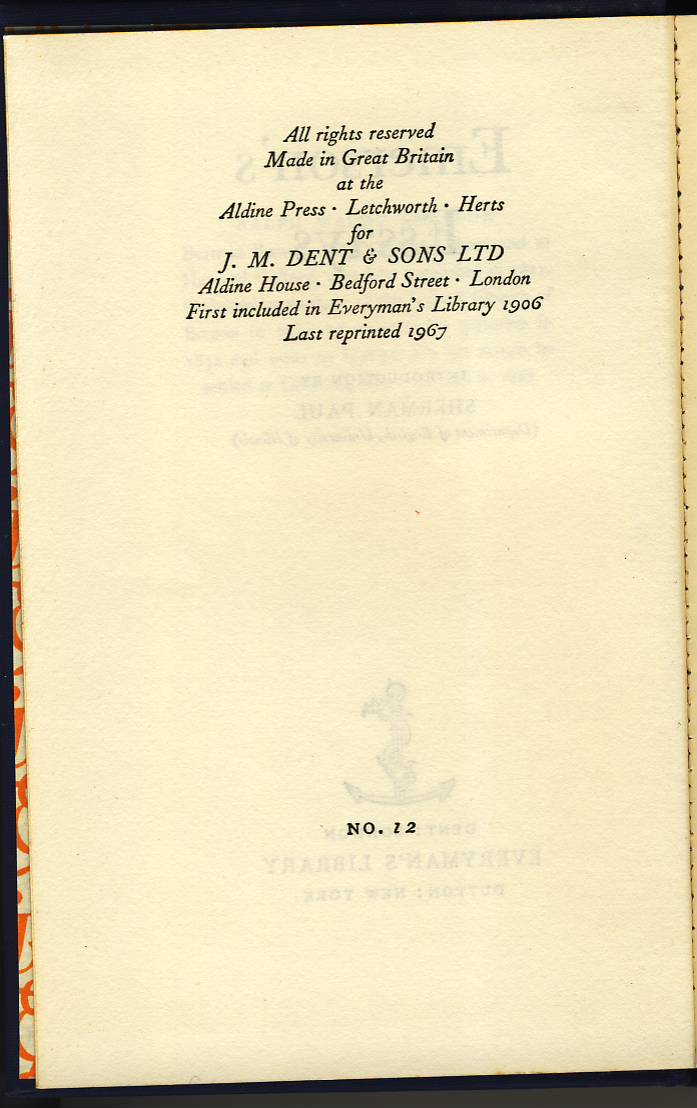 All rights reserved
Made in Great Britain
at the
Aldine Press · Letchworth · Herts
for
J. M. DENT & SONS LTD
Aldine House · Bedford Street · London
First included in Everyman's Library 1906
Last reprinted 1967
NO. 12